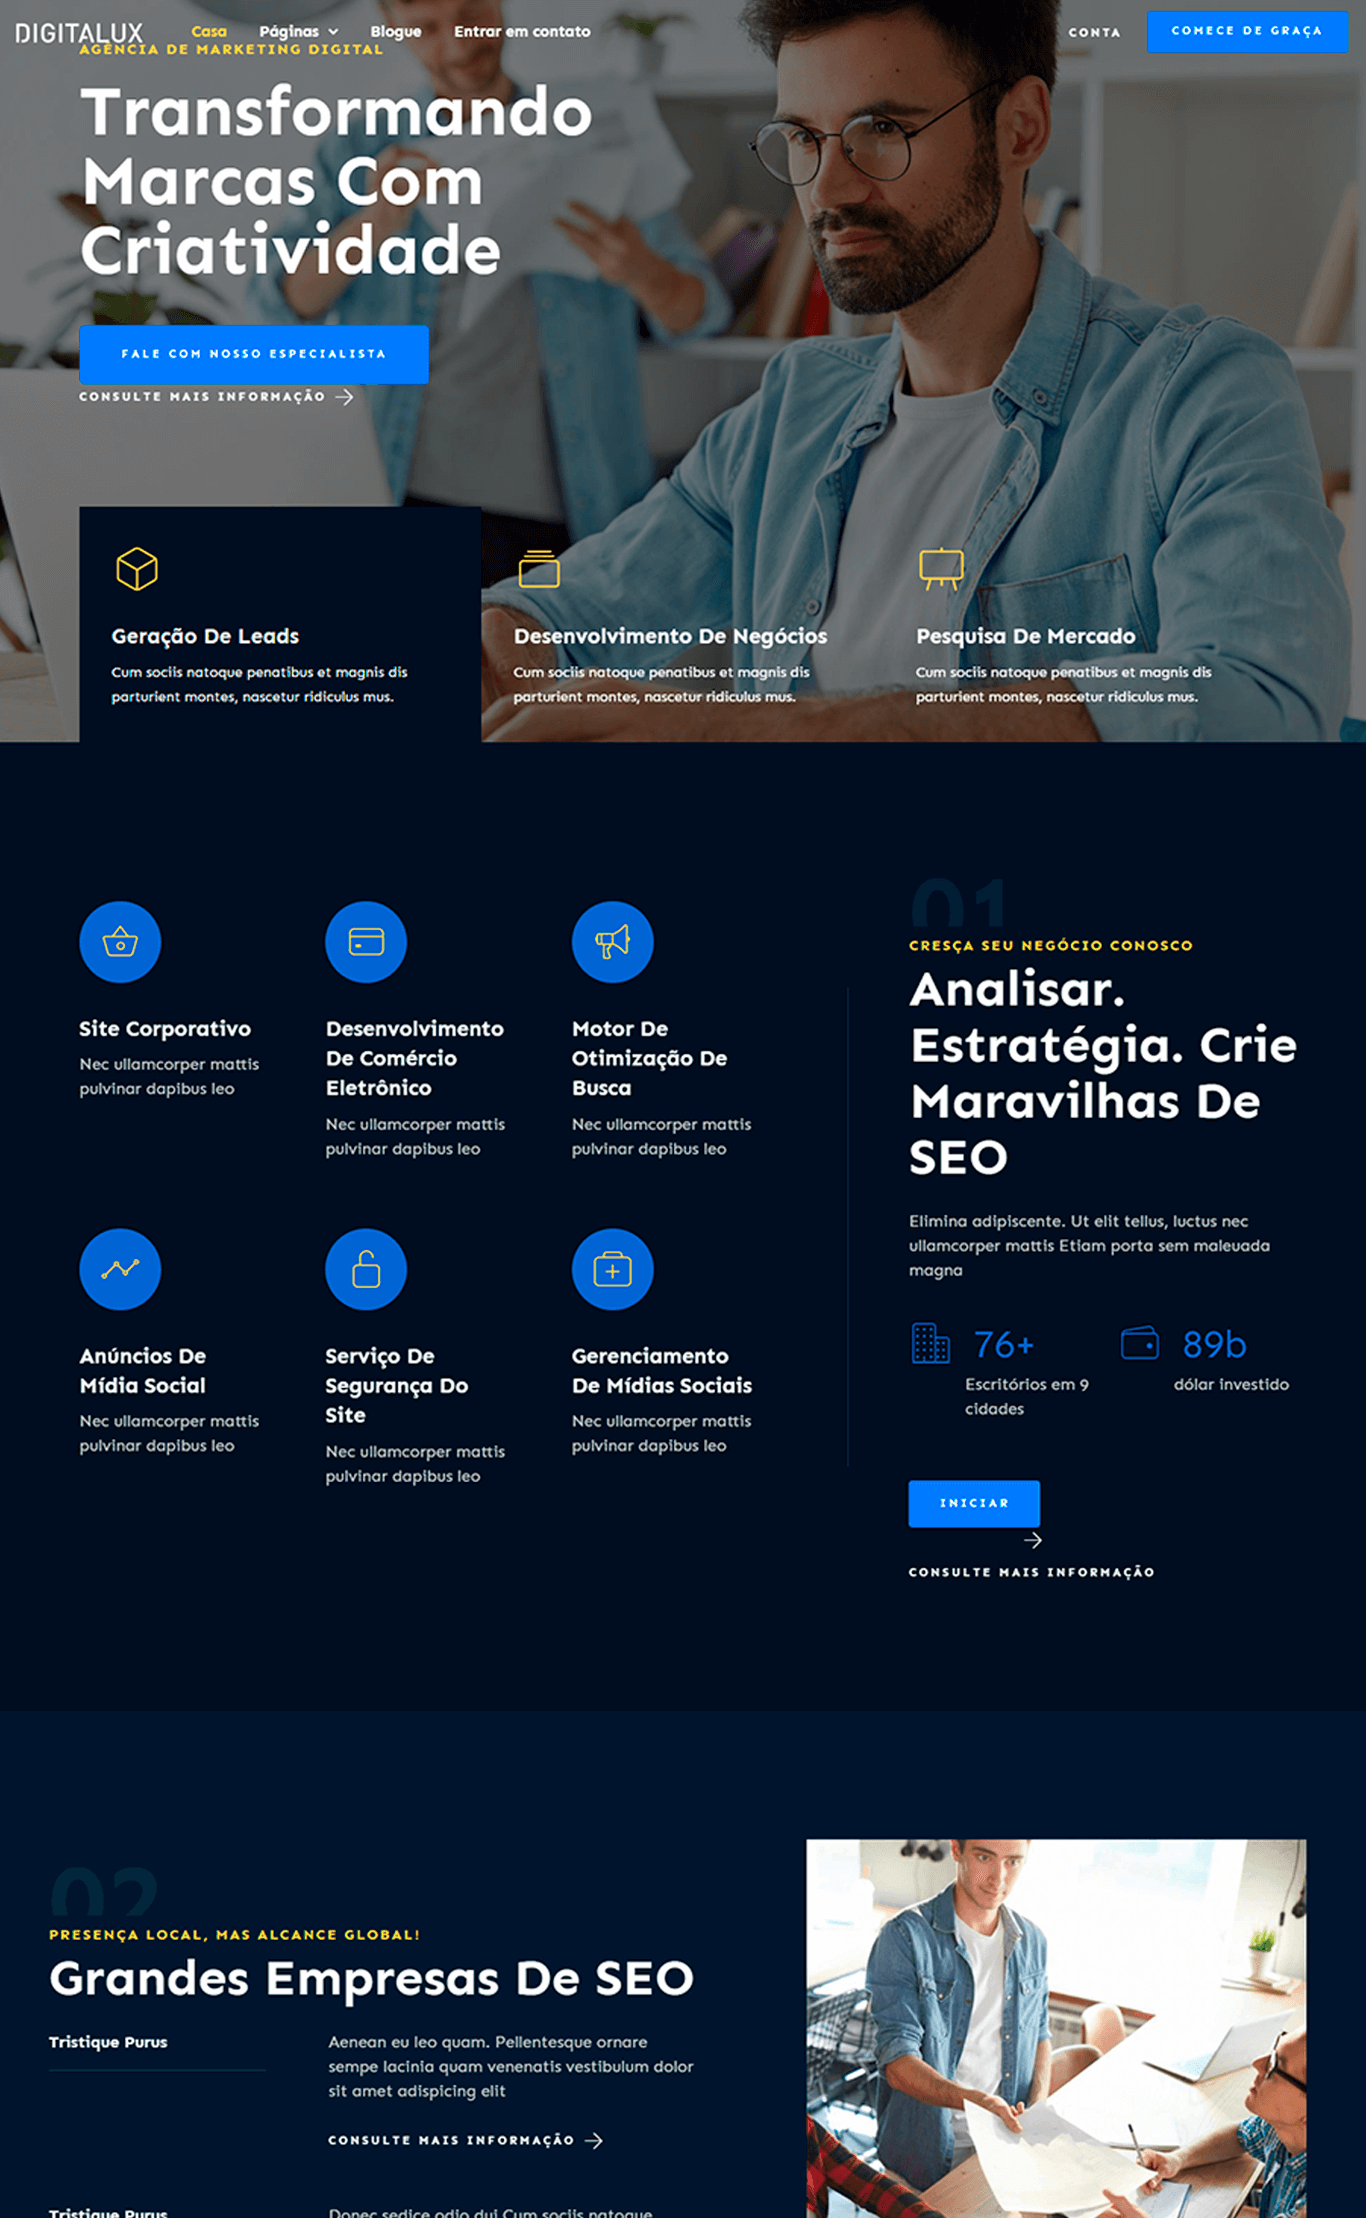 DIGITALUX
Casa
Páginas
Blogue
Entrar em contato
CONTA
COMECE DE GRAÇA
AGÊNCIA DE MARKETING DIGITAL
Transformando
Marcas Com
Criatividade
FALE COM NOSSO ESPECIALISTA
CONSULTE MAIS INFORMAÇÃO
Geração De Leads
Cum sociis natoque penatibus et magnis dis
parturient montes, nascetur ridiculus mus.
Desenvolvimento De Negócios
Cum sociis natoque penatibus et magnis dis
parturient montes, nascetur ridiculus mus.
Pesquisa De Mercado
Cum sociis natoque penatibus et magnis dis
parturient montes, nascetur ridiculus mus.
Site Corporativo
Nec ullamcorper mattis
pulvinar dapibus leo
Desenvolvimento
De Comércio
Eletrônico
Nec ullamcorper mattis
pulvinar dapibus leo
Motor De
Otimização De
Busca
Nec ullamcorper mattis
pulvinar dapibus leo
Anúncios De
Mídia Social
Nec ullamcorper mattis
pulvinar dapibus leo
Serviço De
Segurança Do
Site
Nec ullamcorper mattis
pulvinar dapibus leo
Gerenciamento
De Mídias Sociais
Nec ullamcorper mattis
pulvinar dapibus leo
01
CRESÇA SEU NEGÓCIO CONOSCO
Analisar.
Estratégia. Crie
Maravilhas De
SEO
Elimina adipiscente. Ut elit tellus, luctus nec
ullamcorper mattis Etiam porta sem malevada
magna
76+
Escritórios em 9
cidades
89b
dólar investido
INICIAR
CONSULTE MAIS INFORMAÇÃO
02
PRESENÇA LOCAL, MAS ALCANCE GLOBAL!
Grandes Empresas De SEO
Tristique Purus
Aenean eu leo quam. Pellentesque ornare
sempe lacinia quam venenatis vestibulum dolor
sit amet adispicing elit
CONSULTE MAIS INFORMAÇÃO
Tristique Purus
Donec sedice odio dui Cum sociis natoque